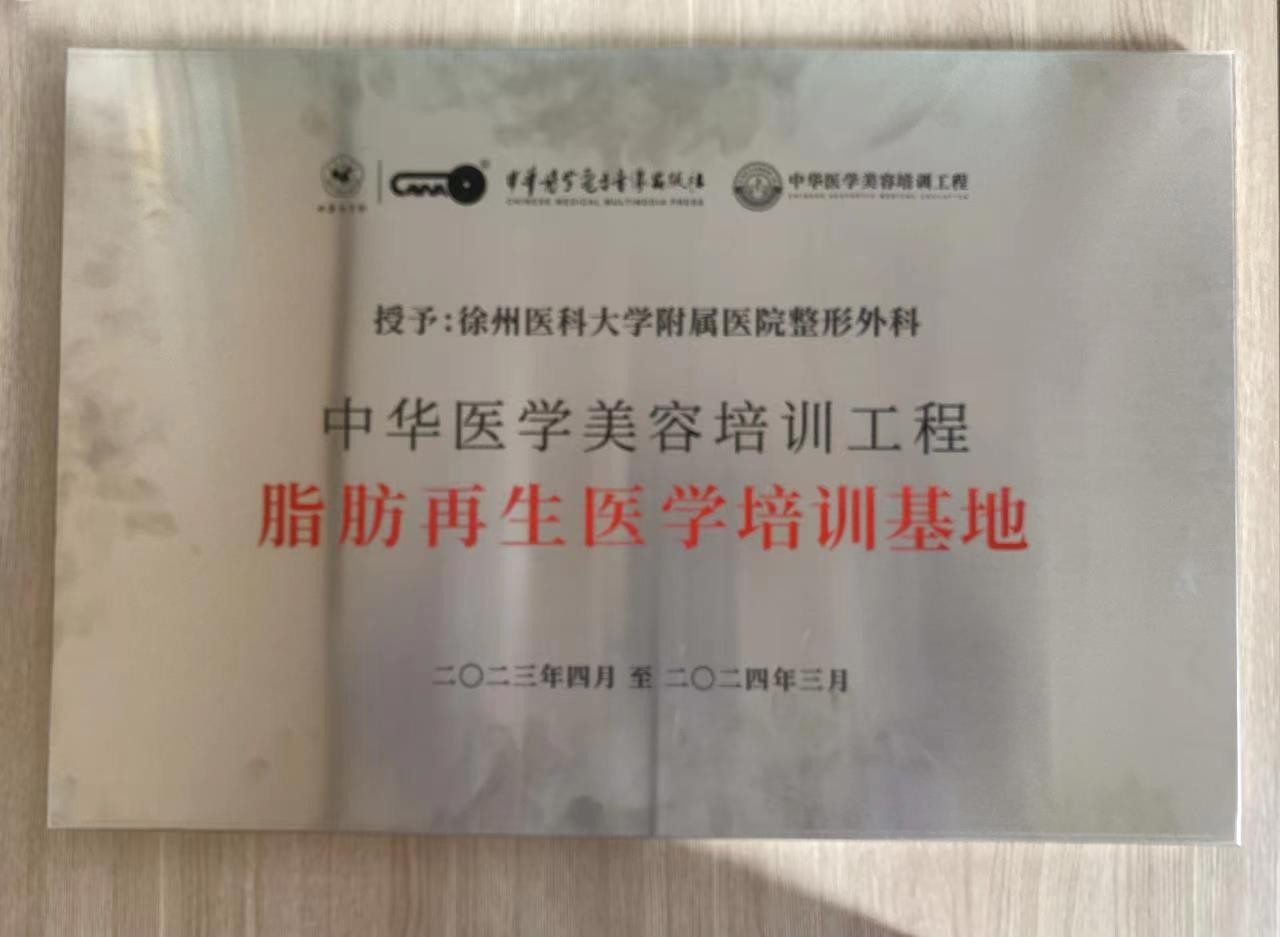 中华医学电子音像出版社
CHINESE MEDICAL MULTIMEDIA PRESS
中华医学美容培训工程
授予:徐州医科大学附属医院整形外科
中华医学美容培训工程
脂肪再生医学培训基地
二〇二三年四月 至 二〇二四年三月